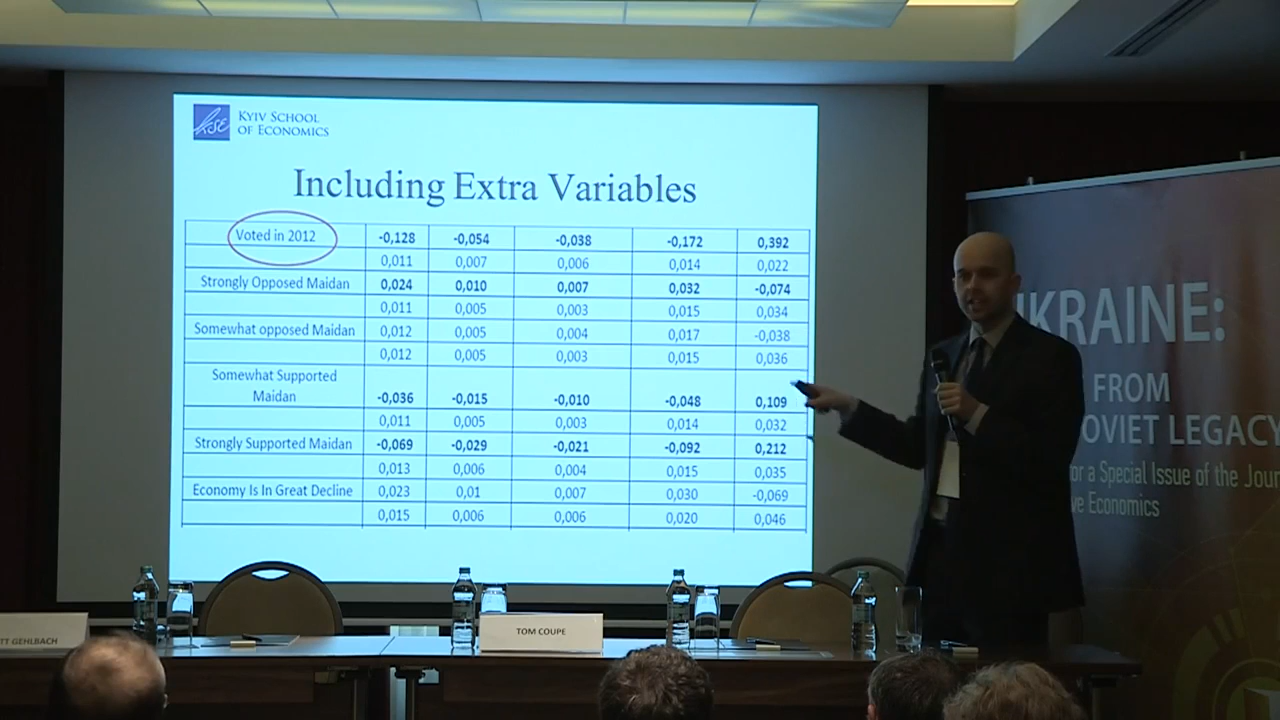 KYIV SCHOOL
OF ECONOMICS
Including Extra Variables
Voted in 2012 -0,128 -0,054 -0,038 -0,172 0,392
0,011 0,007 0,006 0,014 0,022
Strongly Opposed Maidan 0,024 0,010 0,007 0,032 -0,074
0,011 0,005 0,003 0,015 0,034
Somewhat opposed Maidan 0,012 0,005 0,004 0,017 -0,038
0,012 0,005 0,003 0,015 0,036
Somewhat Supported
Maidan -0,036 -0,015 -0,010 -0,048 0,109
0,011 0,005 0,003 0,014 0,032
Strongly Supported Maidan -0,069 -0,029 -0,021 -0,092 0,212
0,013 0,006 0,004 0,015 0,035
Economy Is In Great Decline 0,023 0,01 0,007 0,030 -0,069
0,015 0,006 0,006 0,020 0,046
UKRAINE:
FROM
OVIET LEGACY
or a Special Issue of the Jour
ve Economics
TT GEHLBACH
TOM COUPE